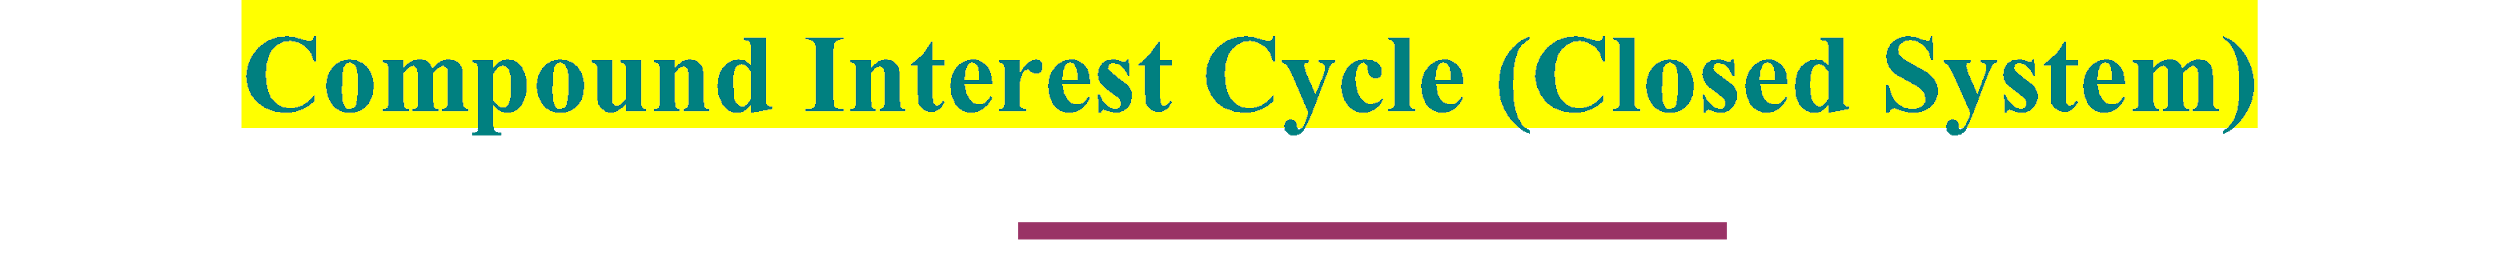 Compound Interest Cycle (Closed System)